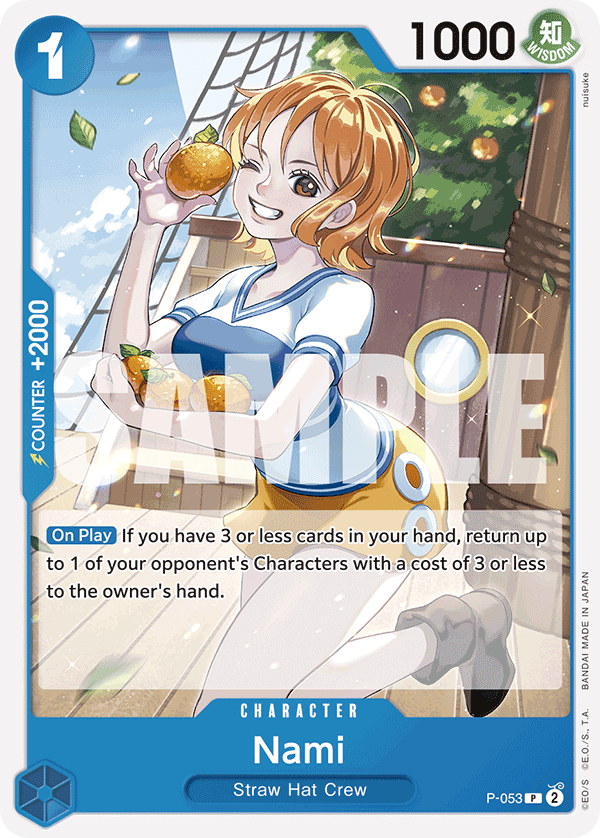 1
1000
知
WISDOM
nuisuke
COUNTER +2000
SAMPLE
On Play If you have 3 or less cards in your hand, return up
to 1 of your opponent's Characters with a cost of 3 or less
to the owner's hand.
CHARACTER
Nami
Straw Hat Crew
P-053 P 2
©EO/S ©E.O./S., T.A. BANDAI MADE IN JAPAN